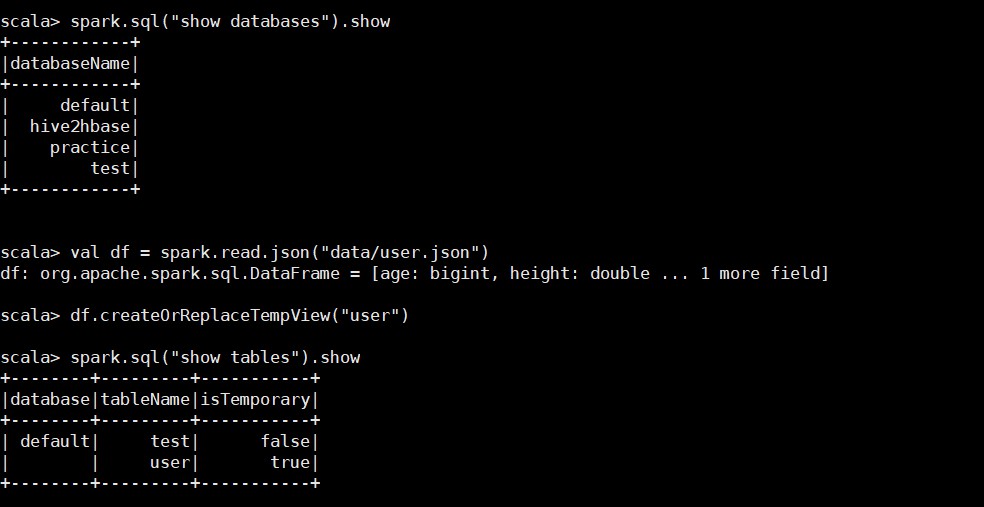 scala> spark.sql("show databases").show
+------------+
|databaseName|
+------------+
|     default|
|  hive2hbase|
|    practice|
|        test|
+------------+
scala> val df = spark.read.json("data/user.json")
df: org.apache.spark.sql.DataFrame = [age: bigint, height: double ... 1 more field]
scala> df.createOrReplaceTempView("user")
scala> spark.sql("show tables").show
+--------+---------+-----------+
|database|tableName|isTemporary|
+--------+---------+-----------+
| default|     test|      false|
|        |     user|       true|
+--------+---------+-----------+